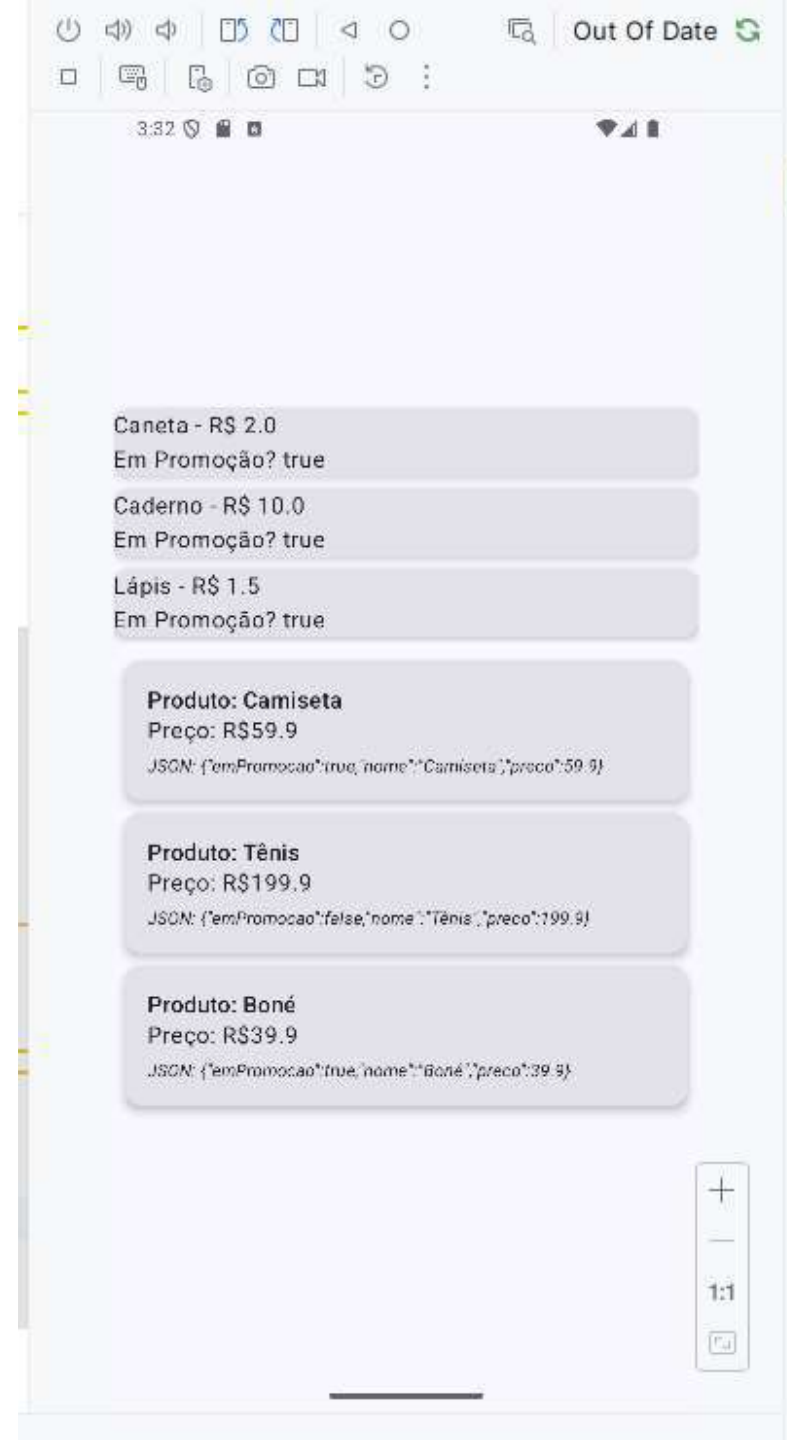 Out Of Date
3:32
Caneta - R$ 2.0
Em Promoção? true
Caderno - R$ 10.0
Em Promoção? true
Lápis - R$ 1.5
Em Promoção? true
Produto: Camiseta
Preço: R$59.9
JSON: {"emPromocao":true,"nome":"Camiseta","preco":59.9}
Produto: Tênis
Preço: R$199.9
JSON: {"emPromocao":false,"nome":"Tênis","preco":199.9}
Produto: Boné
Preço: R$39.9
JSON: {"emPromocao":true,"nome":"Boné","preco":39.9}
1:1